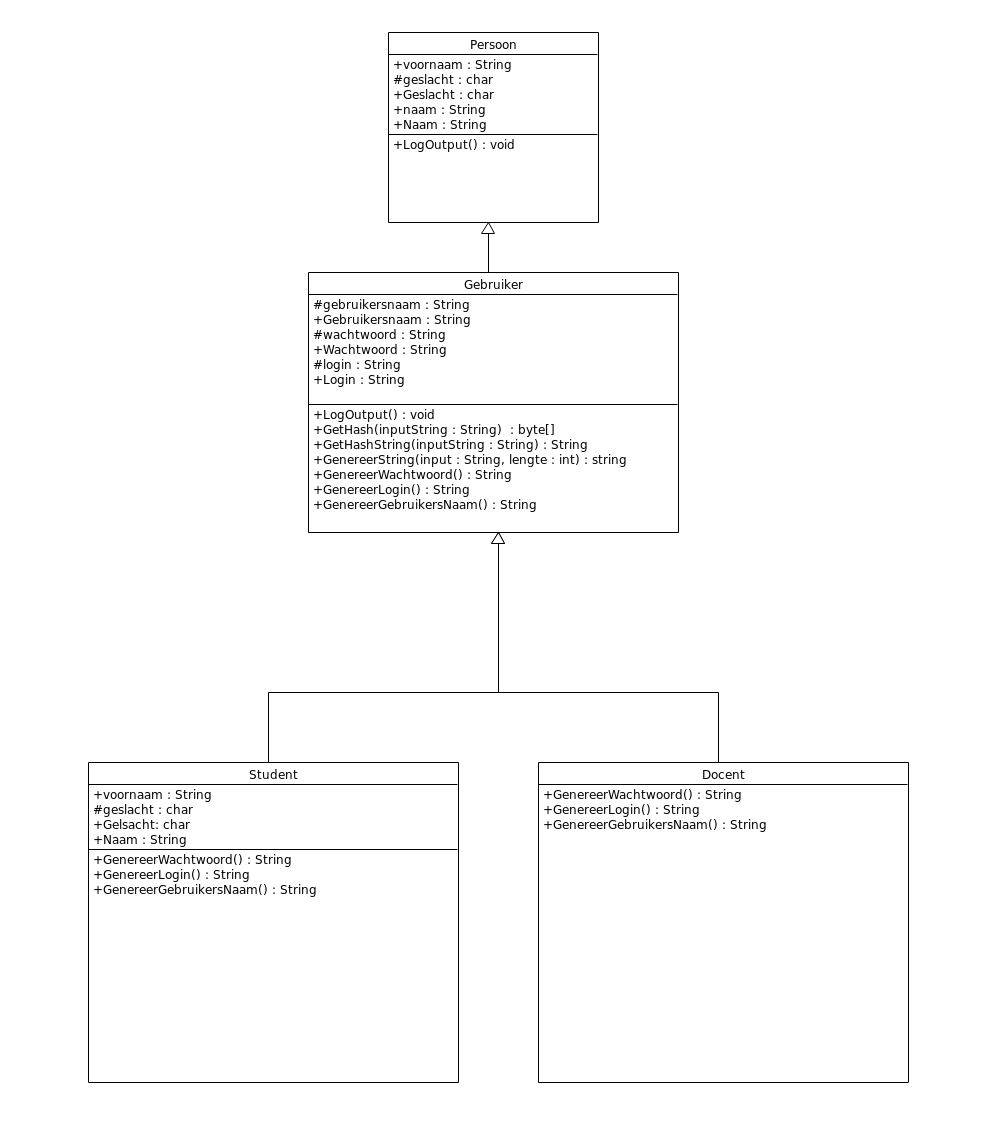 Persoon
+voornaam : String
#geslacht : char
+Geslacht : char
+naam : String
+Naam : String
+LogOutput() : void
Gebruiker
#gebruikersnaam : String
+Gebruikersnaam : String
#wachtwoord : String
+Wachtwoord : String
#login : String
+Login : String
+LogOutput() : void
+GetHash(inputString : String)  : byte[]
+GetHashString(inputString : String) : String
+GenereerString(input : String, lengte : int) : string
+GenereerWachtwoord() : String
+GenereerLogin() : String
+GenereerGebruikersNaam() : String
Student
+voornaam : String
#geslacht : char
+Gelsacht: char
+Naam : String
+GenereerWachtwoord() : String
+GenereerLogin() : String
+GenereerGebruikersNaam() : String
Docent
+GenereerWachtwoord() : String
+GenereerLogin() : String
+GenereerGebruikersNaam() : String